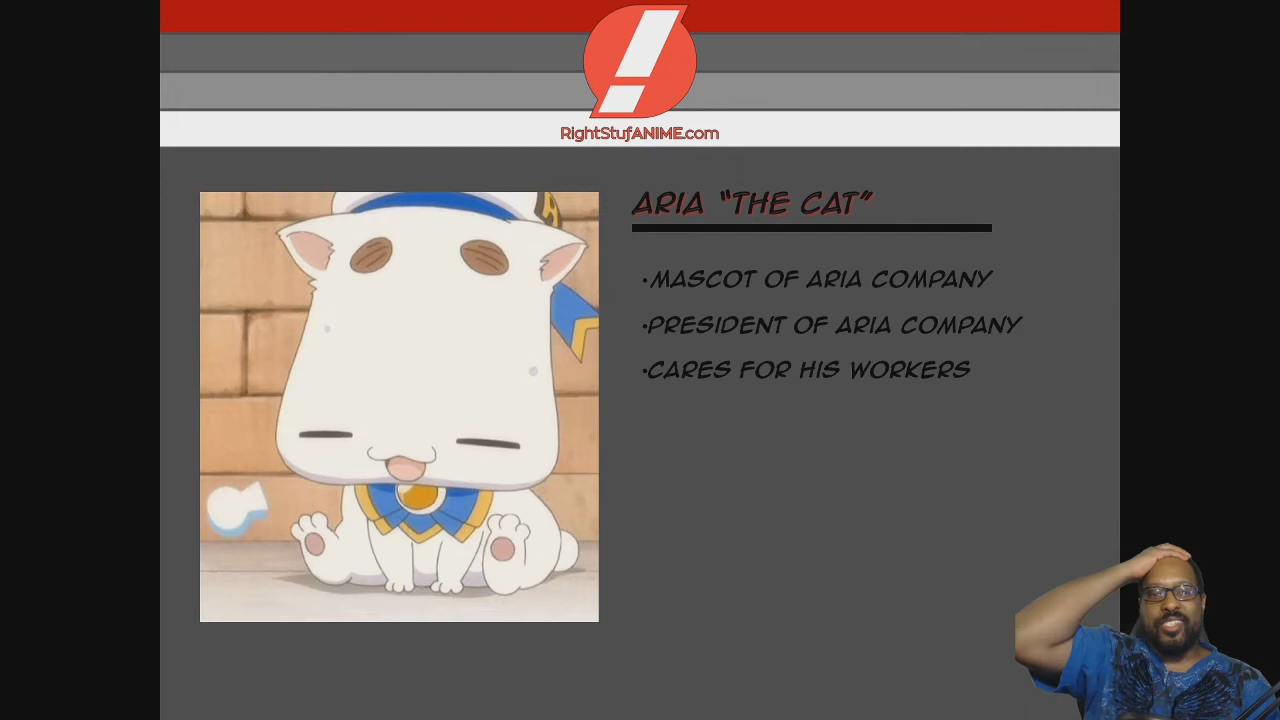 RightStufANIME.com
ARIA "THE CAT"
•MASCOT OF ARIA COMPANY
•PRESIDENT OF ARIA COMPANY
•CARES FOR HIS WORKERS